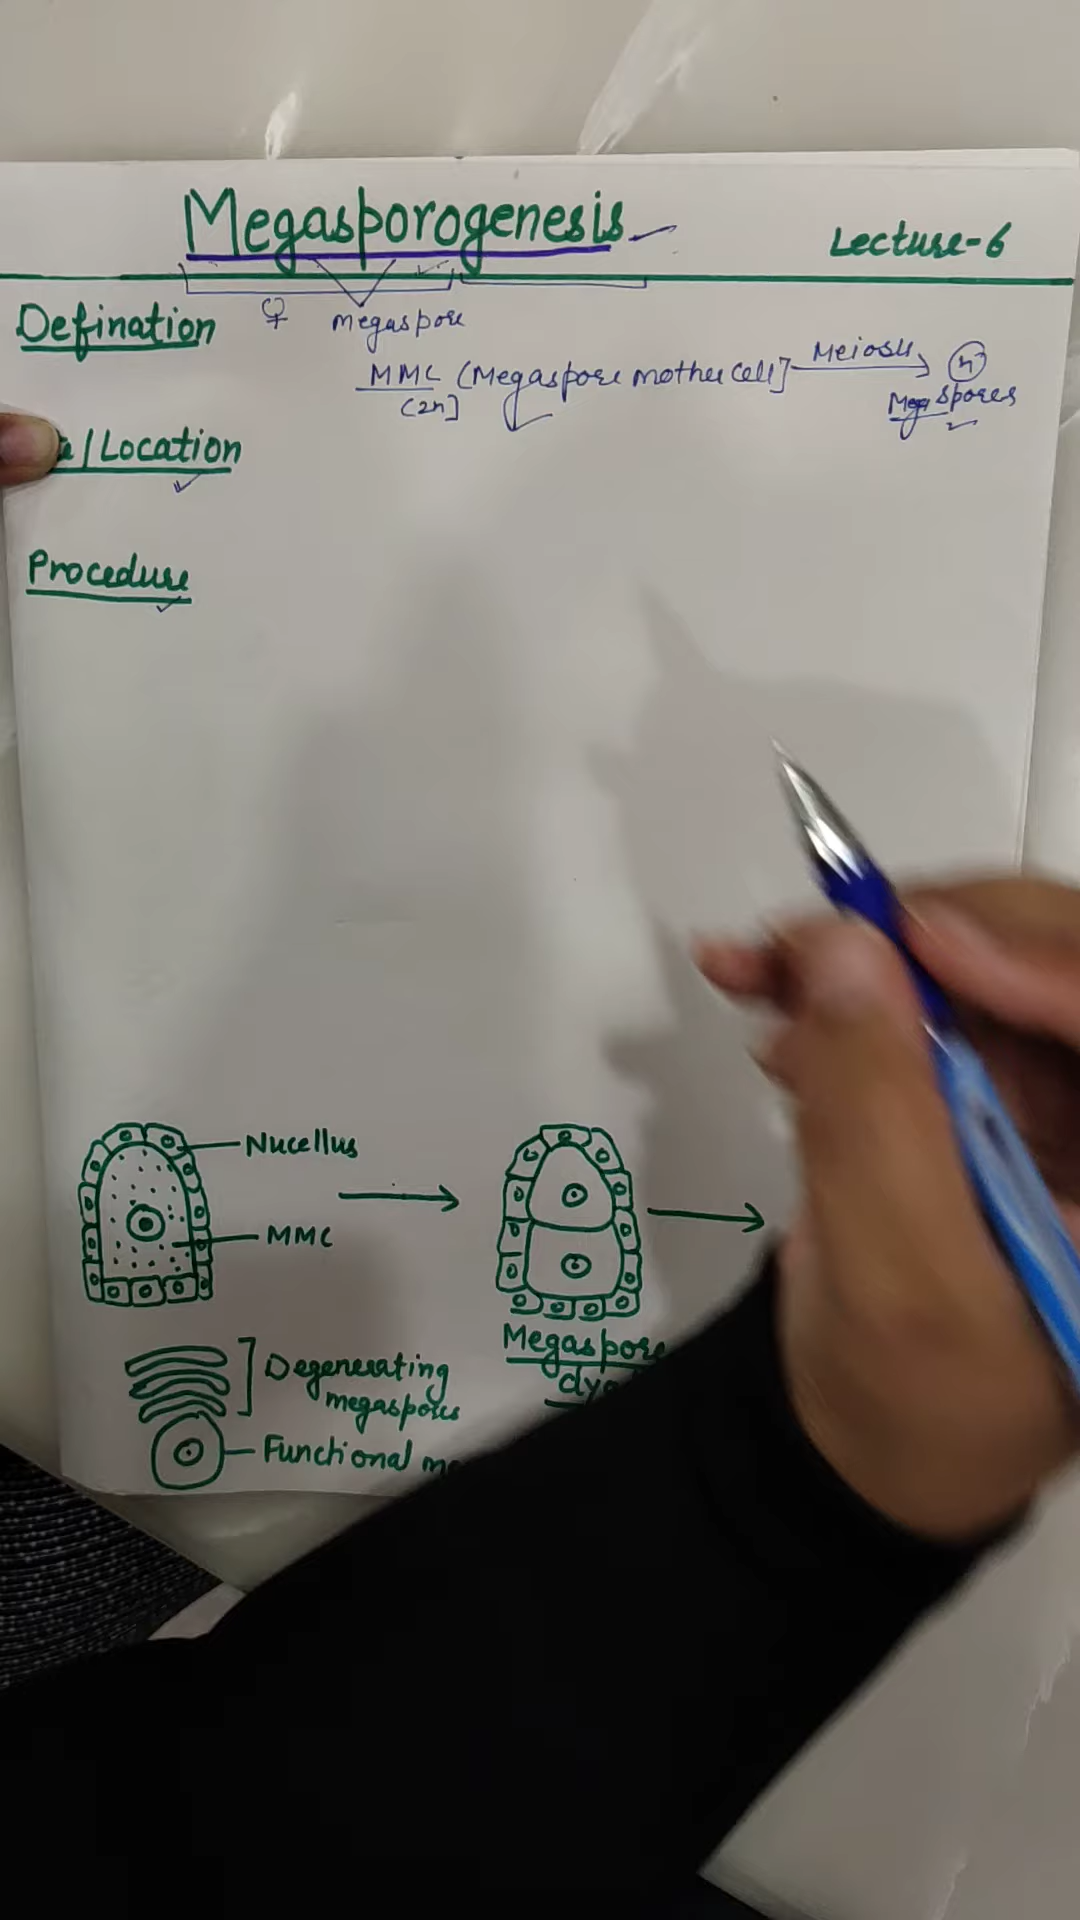 Megasporogenesis
Lecture-6
Defination
♀ megaspore
MMC (Megaspore mother cell] Meiosis n
(2n]
Mega spores
/Location
Procedure
Nucellus
MMC
Megaspore
Degenerating
megaspores
Functional